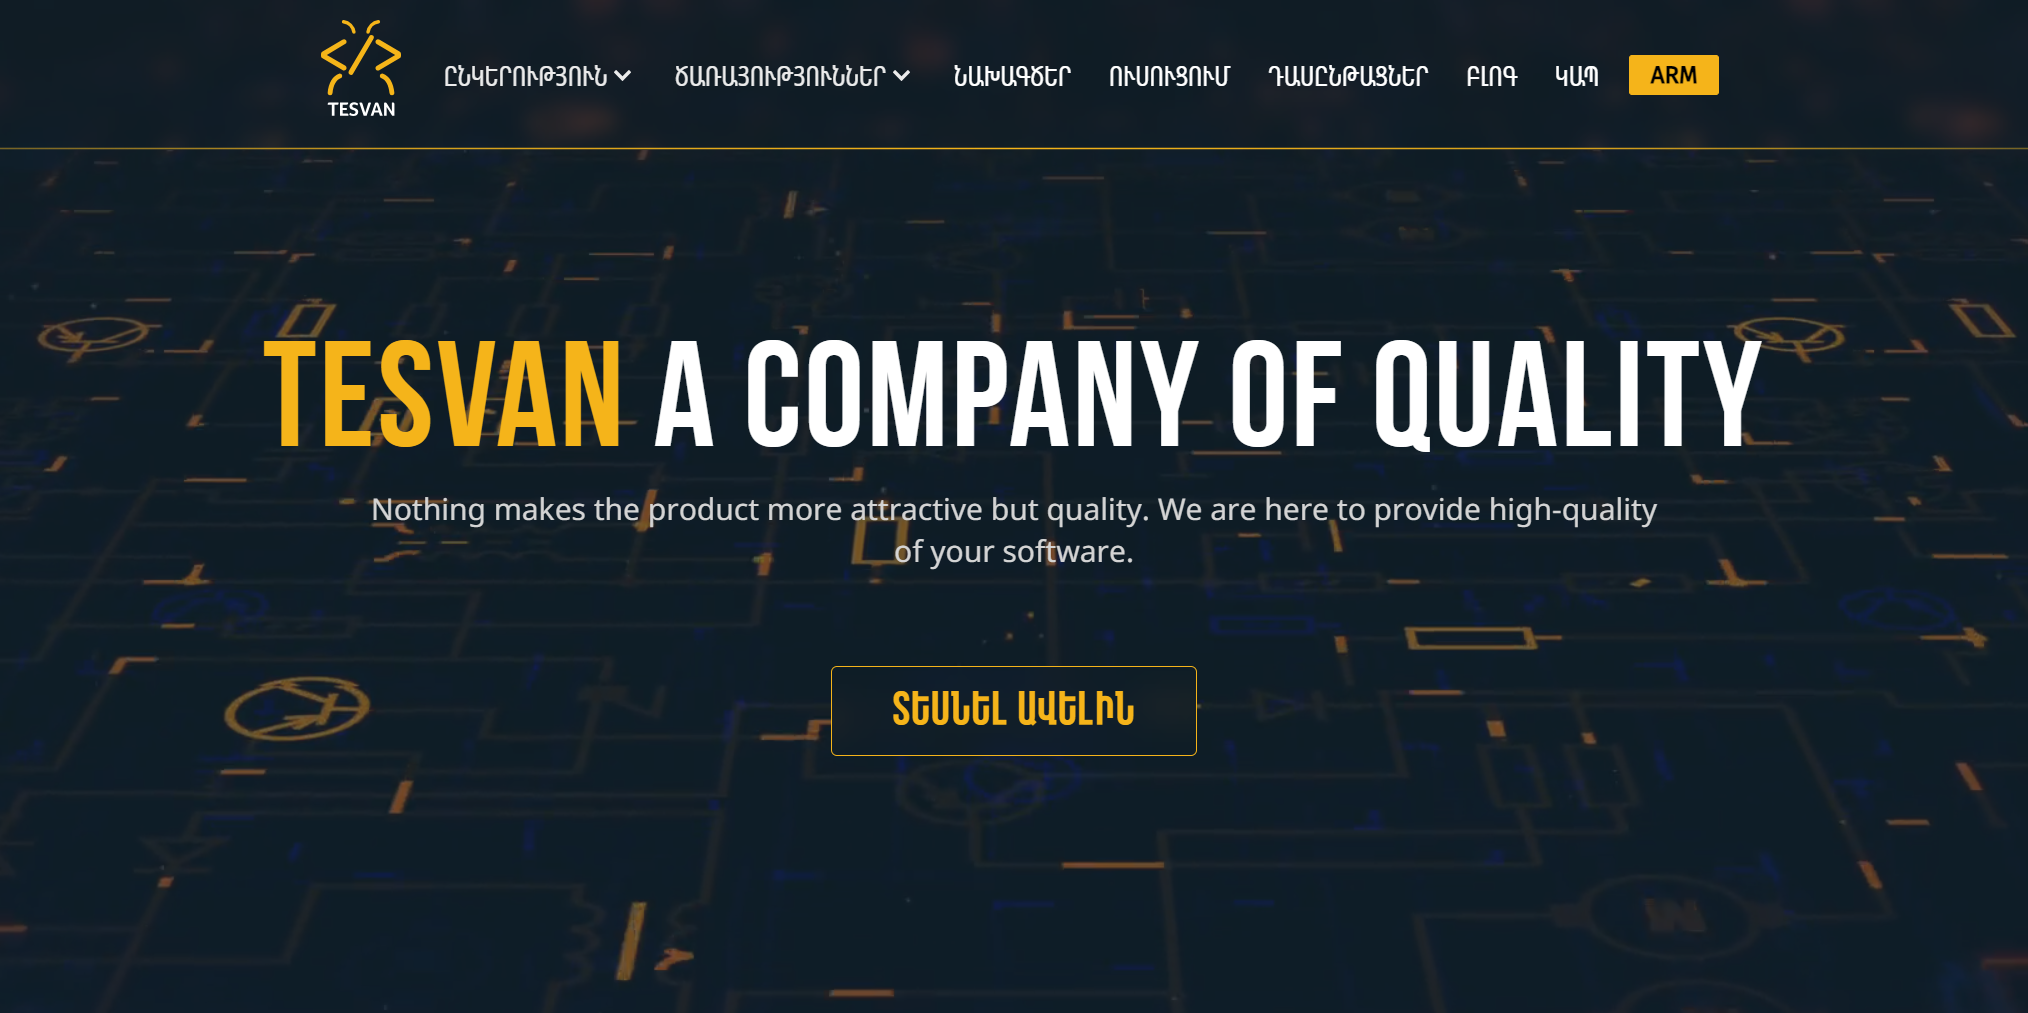 TESVAN
ԸՆԿԵՐՈՒԹՅՈՒՆ ԾԱՌԱՅՈՒԹՅՈՒՆՆԵՐ ՆԱԽԱԳԾԵՐ ՈՒՍՈՒՑՈՒՄ ԴԱՍԸՆԹԱՑՆԵՐ ԲԼՈԳ ԿԱՊ ARM
TESVAN A COMPANY OF QUALITY
Nothing makes the product more attractive but quality. We are here to provide high-quality
of your software.
ՏԵՍՆԵԼ ԱՎԵԼԻՆ